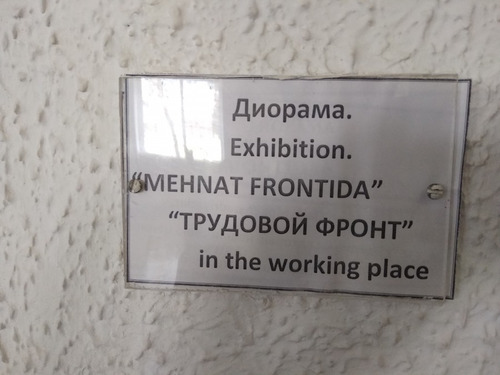 Диорама.
Exhibition.
“MEHNAT FRONTIDA”
“ТРУДОВОЙ ФРОНТ”
in the working place